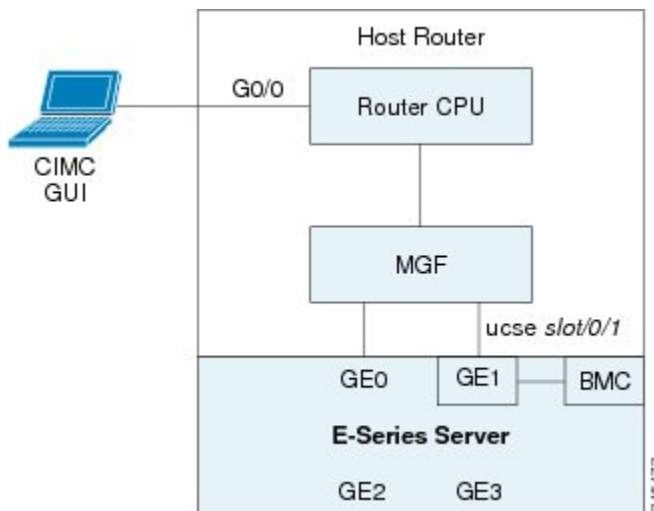 Host Router
G0/0
Router CPU
CIMC
GUI
MGF
ucse slot/0/1
GE0
GE1
BMC
E-Series Server
GE2
GE3